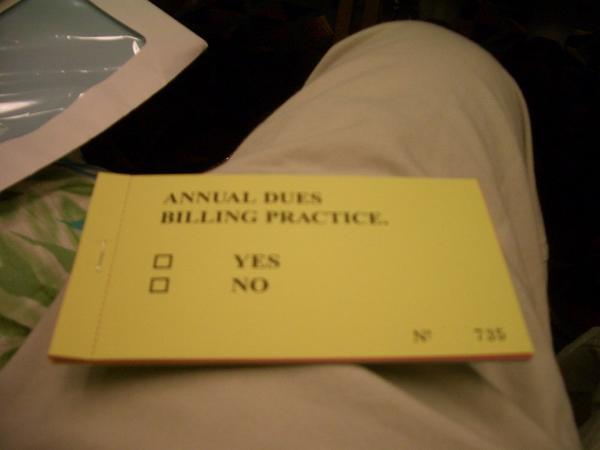 ANNUAL DUES
BILLING PRACTICE.
YES
NO
Nº 735